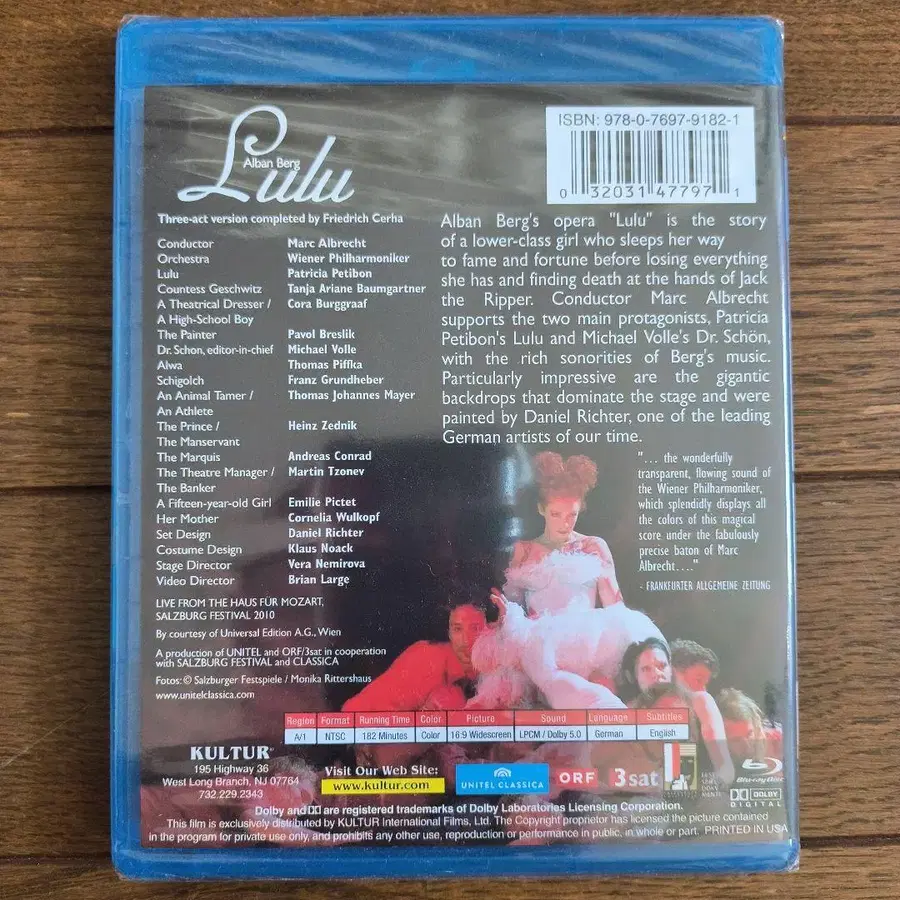 Lulu
Alban Berg
ISBN: 978-0-7697-9182-1
0 32031 47797 1
Three-act version completed by Friedrich Cerha
Conductor Marc Albrecht
Orchestra Wiener Philharmoniker
Lulu Patricia Petibon
Countess Geschwitz Tanja Ariane Baumgartner
A Theatrical Dresser / Cora Burggraaf
A High-School Boy
The Painter Pavol Breslik
Dr. Schon, editor-in-chief Michael Volle
Alwa Thomas Piffka
Schigolch Franz Grundheber
An Animal Tamer / Thomas Johannes Mayer
An Athlete
The Prince / Heinz Zednik
The Manservant
The Marquis Andreas Conrad
The Theatre Manager / Martin Tzonev
The Banker
A Fifteen-year-old Girl Emilie Pictet
Her Mother Cornelia Wulkopf
Set Design Daniel Richter
Costume Design Klaus Noack
Stage Director Vera Nemirova
Video Director Brian Large
LIVE FROM THE HAUS FÜR MOZART,
SALZBURG FESTIVAL 2010
By courtesy of Universal Edition A.G., Wien
A production of UNITEL and ORF/3sat in cooperation
with SALZBURG FESTIVAL and CLASSICA
Fotos: © Salzburger Festspiele / Monika Rittershaus
www.unitelclassica.com
Alban Berg's opera "Lulu" is the story
of a lower-class girl who sleeps her way
to fame and fortune before losing everything
she has and finding death at the hands of Jack
the Ripper. Conductor Marc Albrecht
supports the two main protagonists, Patricia
Petibon's Lulu and Michael Volle's Dr. Schön,
with the rich sonorities of Berg's music.
Particularly impressive are the gigantic
backdrops that dominate the stage and were
painted by Daniel Richter, one of the leading
German artists of our time.
"... the wonderfully
transparent, flowing sound of
the Wiener Philharmoniker,
which splendidly displays all
the colors of this magical
score under the fabulously
precise baton of Marc
Albrecht...."
- FRANKFURTER ALLGEMEINE ZEITUNG
Region Format Running Time Color Picture Sound Language Subtitles
A/1 NTSC 182 Minutes Color 16:9 Widescreen LPCM / Dolby 5.0 German English
KULTUR
195 Highway 36
West Long Branch, NJ 07764
732.229.2343
Visit Our Web Site:
www.kultur.com
UNITEL CLASSICA
ORF
3sat
Blu-ray Disc
DOLBY
DIGITAL
Dolby and are registered trademarks of Dolby Laboratories Licensing Corporation.
This film is exclusively distributed by KULTUR International Films, Ltd. The Copyright proprietor has licensed the picture contained
in the program for private use only, and prohibits any other use, reproduction or performance in public, in whole or part. PRINTED IN USA